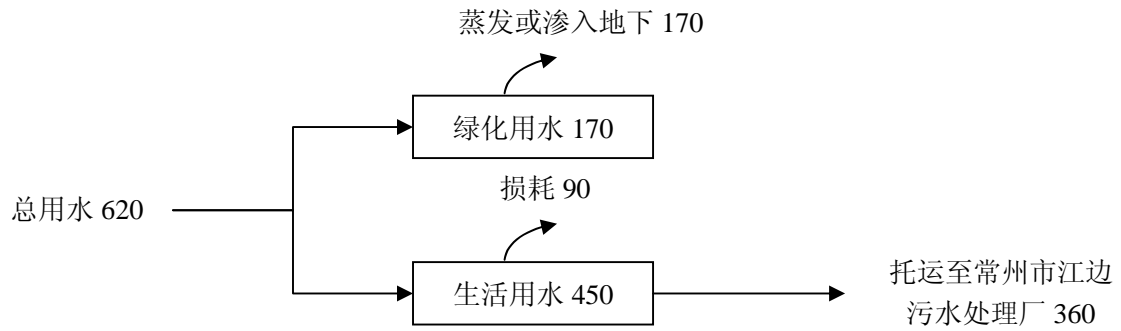 蒸发或渗入地下 170
绿化用水 170
损耗 90
总用水 620
生活用水 450
托运至常州市江边
污水处理厂 360